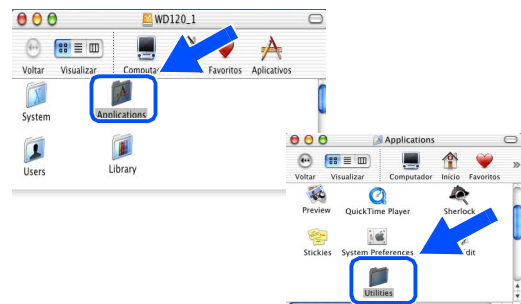 WD120_1
Voltar Visualizar Computa Favoritos Aplicativos
System Applications
Users Library
Applications
Voltar Visualizar Computador Início Favoritos
Preview QuickTime Player Sherlock
Stickies System Preferences dit
Utilities